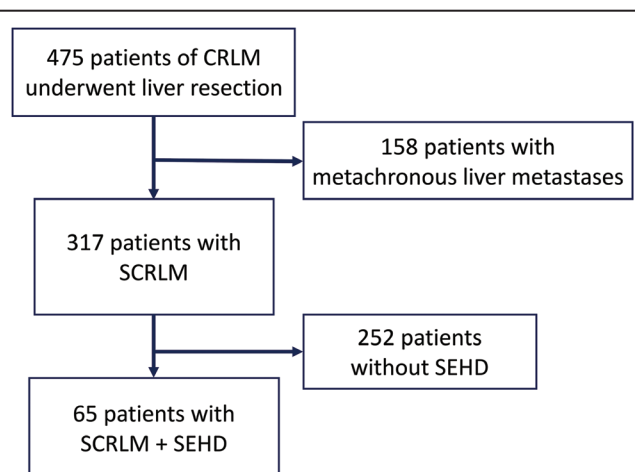 475 patients of CRLM
underwent liver resection
158 patients with
metachronous liver metastases
317 patients with
SCRLM
252 patients
without SEHD
65 patients with
SCRLM + SEHD